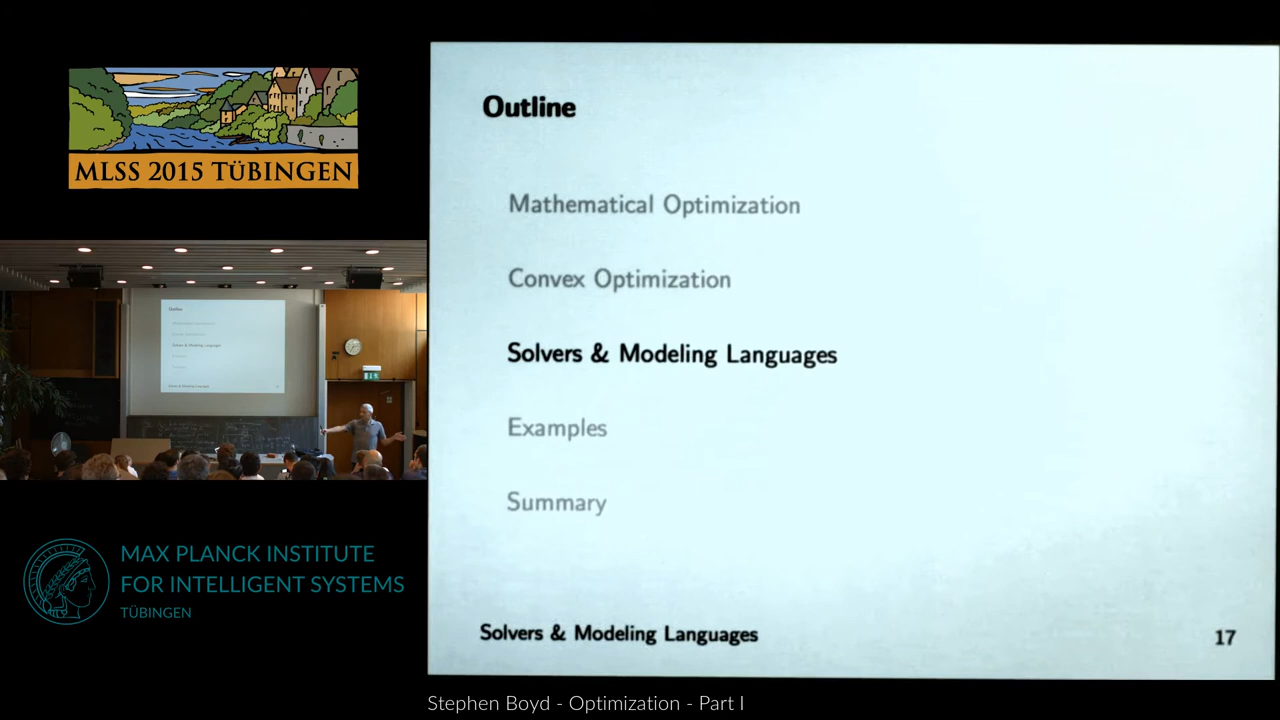 MLSS 2015 TÜBINGEN
MAX PLANCK INSTITUTE
FOR INTELLIGENT SYSTEMS
TÜBINGEN
Outline
Mathematical Optimization
Convex Optimization
Solvers & Modeling Languages
Examples
Summary
Solvers & Modeling Languages
17
Stephen Boyd - Optimization - Part I